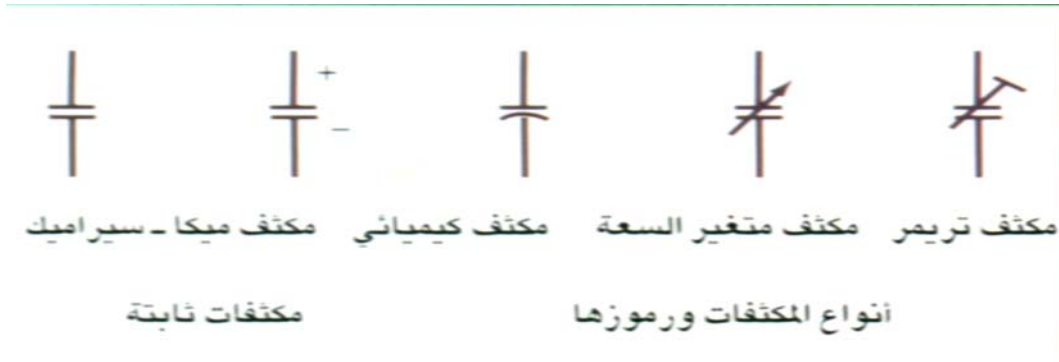 +
–
مكثف تريمر مكثف متغير السعة مكثف كيميائي مكثف ميكا - سيراميك
أنواع المكثفات ورموزها مكثفات ثابتة